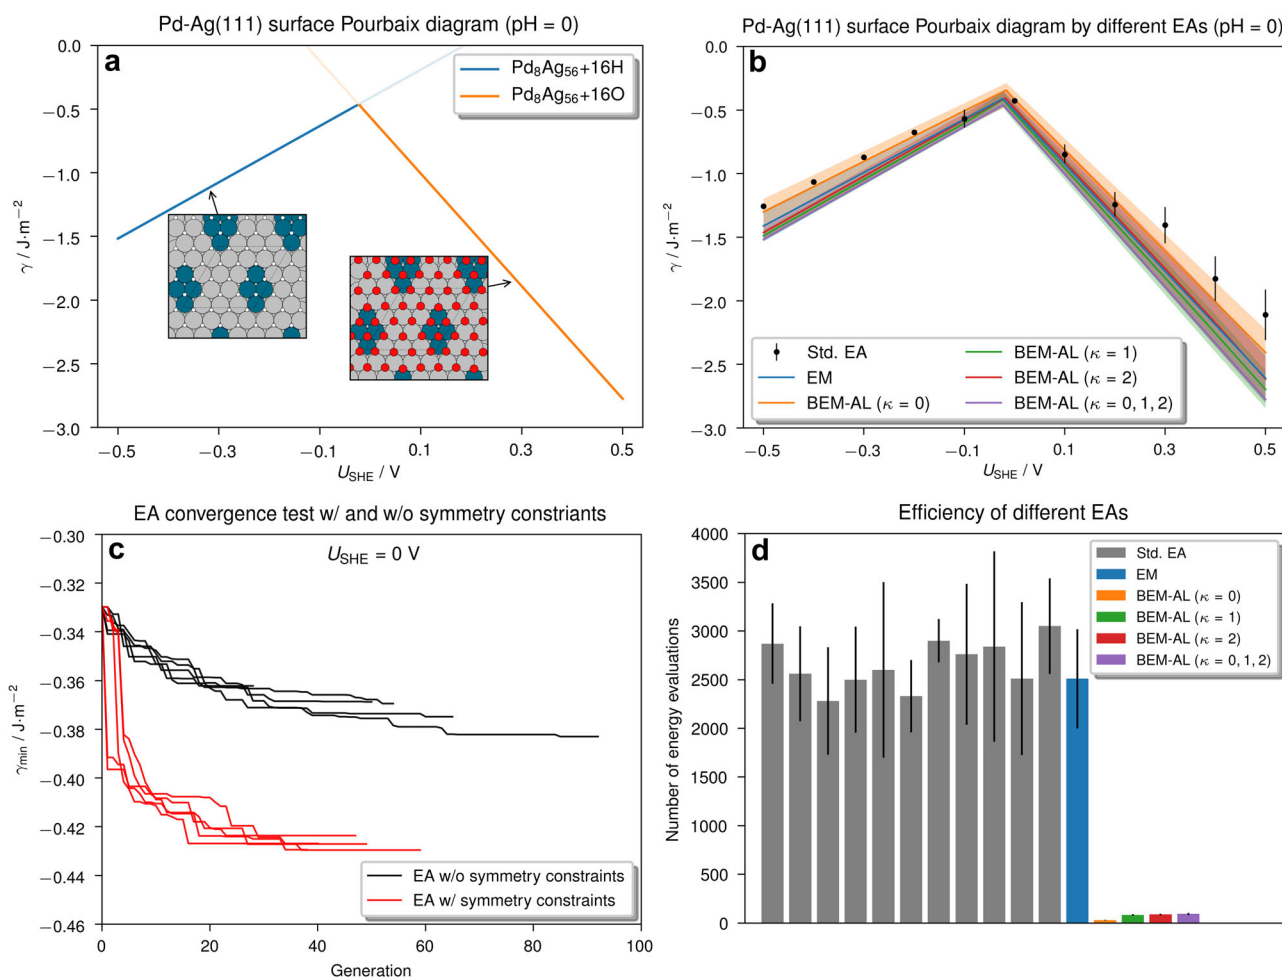 Pd-Ag(111) surface Pourbaix diagram (pH = 0)
a
Pd₈Ag₅₆+16H
Pd₈Ag₅₆+16O
0.0
−0.5
−1.0
−1.5
−2.0
−2.5
−3.0
γ / J·m⁻²
−0.5 −0.3 −0.1 0.1 0.3 0.5
U_SHE / V
Pd-Ag(111) surface Pourbaix diagram by different EAs (pH = 0)
b
0.0
−0.5
−1.0
−1.5
−2.0
−2.5
−3.0
γ / J·m⁻²
Std. EA
EM
BEM-AL (κ = 0)
BEM-AL (κ = 1)
BEM-AL (κ = 2)
BEM-AL (κ = 0, 1, 2)
−0.5 −0.3 −0.1 0.1 0.3 0.5
U_SHE / V
EA convergence test w/ and w/o symmetry constriants
c
U_SHE = 0 V
−0.30
−0.32
−0.34
−0.36
−0.38
−0.40
−0.42
−0.44
−0.46
γ_min / J·m⁻²
EA w/o symmetry constraints
EA w/ symmetry constraints
0 20 40 60 80 100
Generation
Efficiency of different EAs
d
4000
3500
3000
2500
2000
1500
1000
500
0
Number of energy evaluations
Std. EA
EM
BEM-AL (κ = 0)
BEM-AL (κ = 1)
BEM-AL (κ = 2)
BEM-AL (κ = 0, 1, 2)